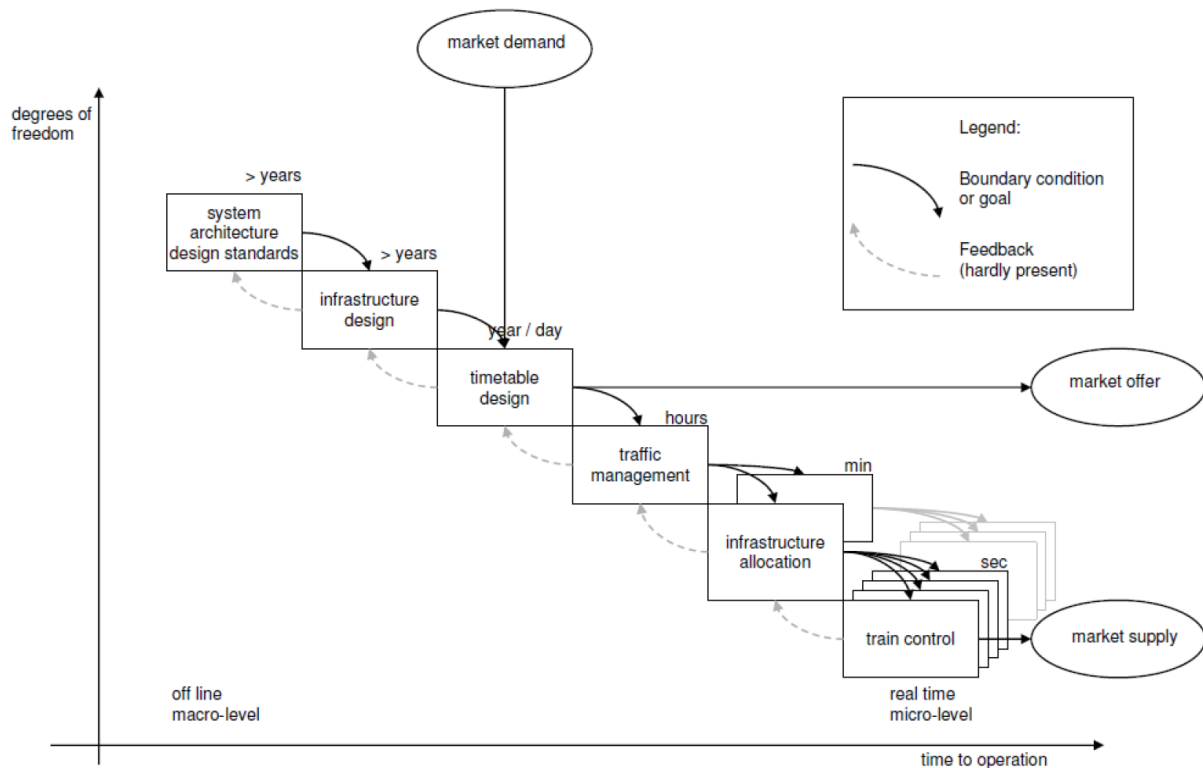 market demand
degrees of
freedom
Legend:
Boundary condition
or goal
Feedback
(hardly present)
> years
system
architecture
design standards
> years
infrastructure
design
year / day
timetable
design
market offer
hours
traffic
management
min
infrastructure
allocation
sec
train control
market supply
off line
macro-level
real time
micro-level
time to operation